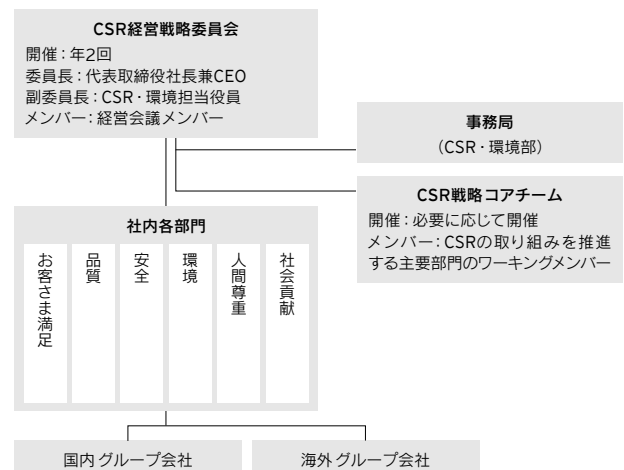 CSR経営戦略委員会
開催：年2回
委員長：代表取締役社長兼CEO
副委員長：CSR・環境担当役員
メンバー：経営会議メンバー
事務局
（CSR・環境部）
CSR戦略コアチーム
開催：必要に応じて開催
メンバー：CSRの取り組みを推進
する主要部門のワーキングメンバー
社内各部門
お客さま満足
品質
安全
環境
人間尊重
社会貢献
国内グループ会社
海外グループ会社